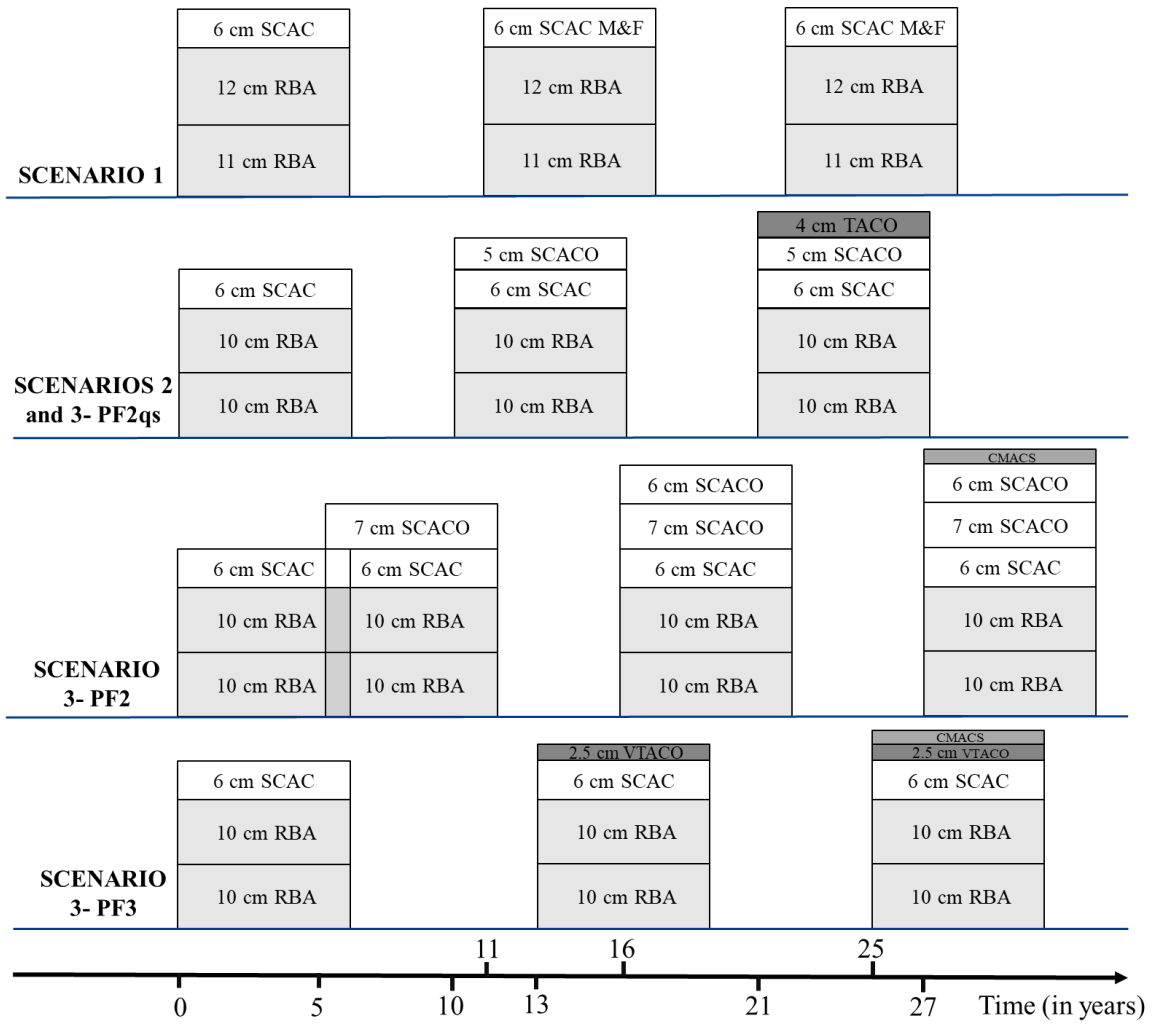 6 cm SCAC
12 cm RBA
11 cm RBA
6 cm SCAC M&F
12 cm RBA
11 cm RBA
6 cm SCAC M&F
12 cm RBA
11 cm RBA
SCENARIO 1
6 cm SCAC
10 cm RBA
10 cm RBA
5 cm SCACO
6 cm SCAC
10 cm RBA
10 cm RBA
4 cm TACO
5 cm SCACO
6 cm SCAC
10 cm RBA
10 cm RBA
SCENARIOS 2
and 3- PF2qs
6 cm SCAC
10 cm RBA
10 cm RBA
7 cm SCACO
6 cm SCAC
10 cm RBA
10 cm RBA
6 cm SCACO
7 cm SCACO
6 cm SCAC
10 cm RBA
10 cm RBA
CMACS
6 cm SCACO
7 cm SCACO
6 cm SCAC
10 cm RBA
10 cm RBA
SCENARIO
3- PF2
6 cm SCAC
10 cm RBA
10 cm RBA
2.5 cm VTACO
6 cm SCAC
10 cm RBA
10 cm RBA
CMACS
2.5 cm VTACO
6 cm SCAC
10 cm RBA
10 cm RBA
SCENARIO
3- PF3
11 16 25
0 5 10 13 21 27 Time (in years)